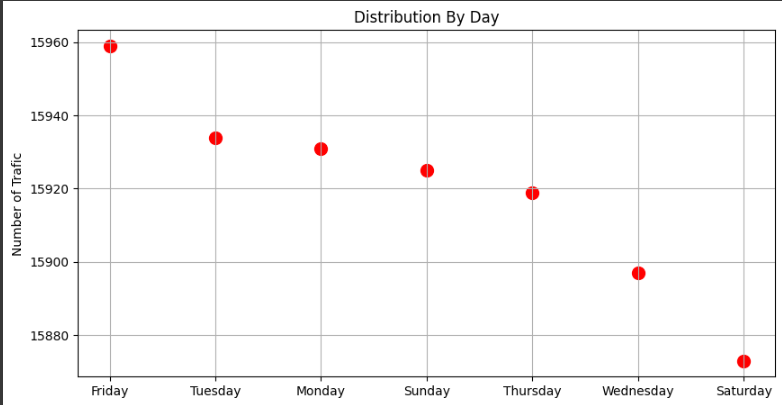 Distribution By Day
Number of Trafic
15960
15940
15920
15900
15880
Friday Tuesday Monday Sunday Thursday Wednesday Saturday